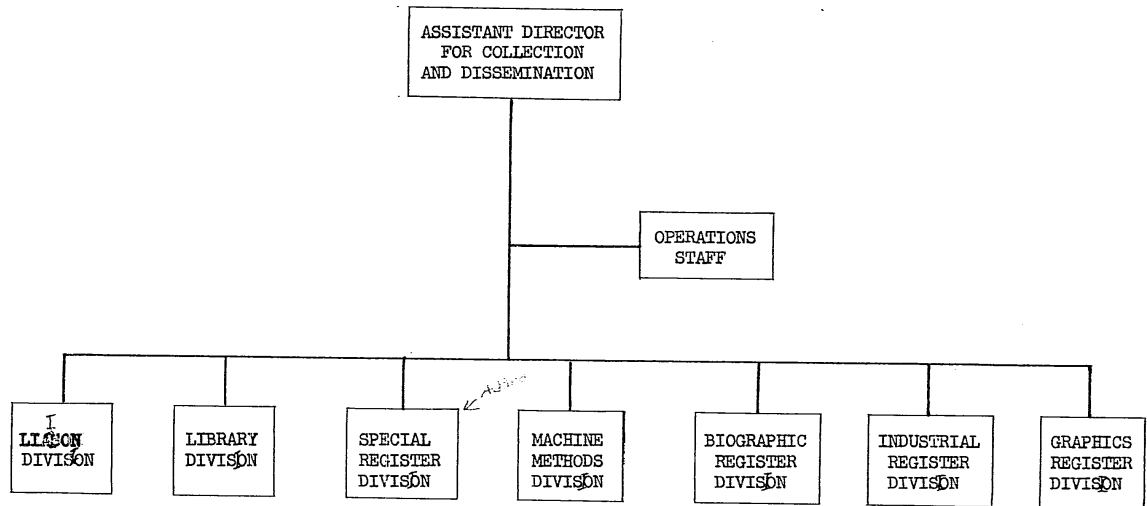 ASSISTANT DIRECTOR
FOR COLLECTION
AND DISSEMINATION
OPERATIONS
STAFF
LIAISON
DIVISION
LIBRARY
DIVISION
SPECIAL
REGISTER
DIVISION
MACHINE
METHODS
DIVISION
BIOGRAPHIC
REGISTER
DIVISION
INDUSTRIAL
REGISTER
DIVISION
GRAPHICS
REGISTER
DIVISION